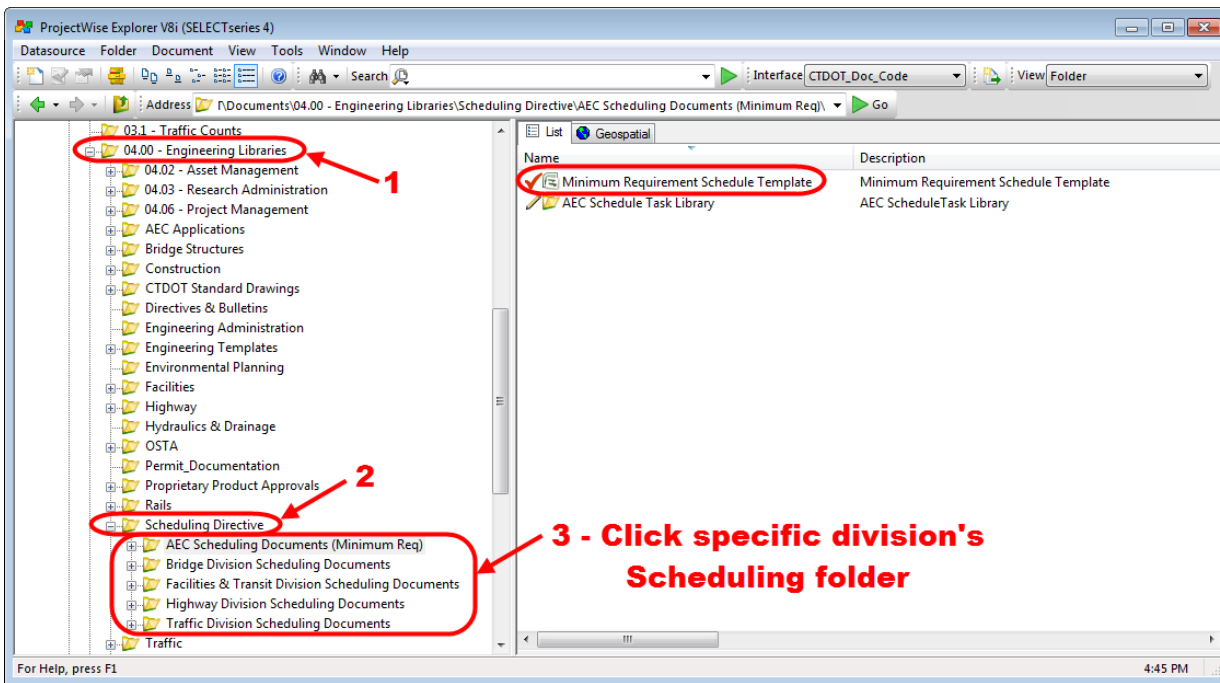 ProjectWise Explorer V8i (SELECTseries 4)
Datasource Folder Document View Tools Window Help
Search Interface CTDOT_Doc_Code View Folder
Address \Documents\04.00 - Engineering Libraries\Scheduling Directive\AEC Scheduling Documents (Minimum Req)\ Go
03.1 - Traffic Counts
04.00 - Engineering Libraries
1
04.02 - Asset Management
04.03 - Research Administration
04.06 - Project Management
AEC Applications
Bridge Structures
Construction
CTDOT Standard Drawings
Directives & Bulletins
Engineering Administration
Engineering Templates
Environmental Planning
Facilities
Highway
Hydraulics & Drainage
OSTA
Permit_Documentation
Proprietary Product Approvals
2
Rails
Scheduling Directive
AEC Scheduling Documents (Minimum Req)
Bridge Division Scheduling Documents
Facilities & Transit Division Scheduling Documents
Highway Division Scheduling Documents
Traffic Division Scheduling Documents
Traffic
List Geospatial
Name Description
Minimum Requirement Schedule Template Minimum Requirement Schedule Template
AEC Schedule Task Library AEC ScheduleTask Library
3 - Click specific division's
Scheduling folder
For Help, press F1 4:45 PM